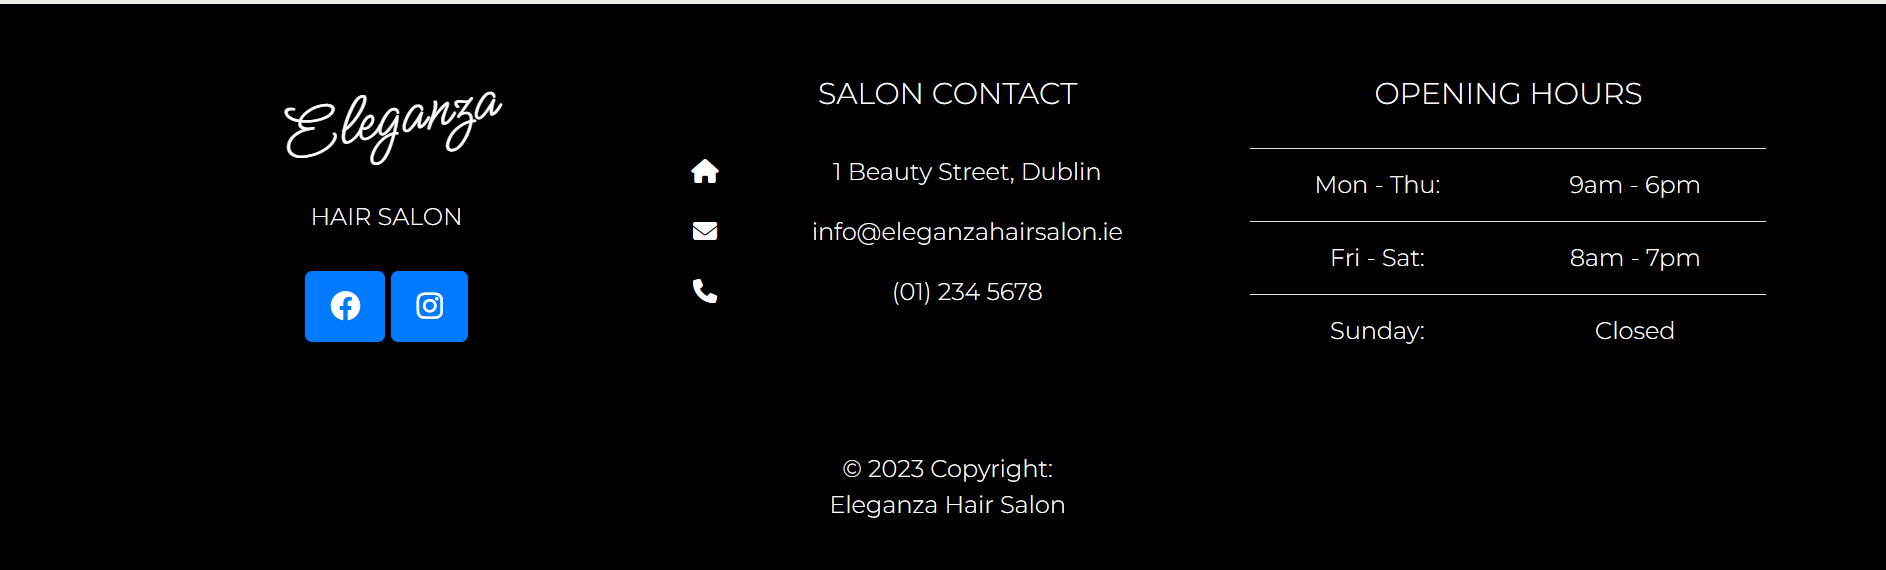 Eleganza
HAIR SALON
SALON CONTACT
1 Beauty Street, Dublin
info@eleganzahairsalon.ie
(01) 234 5678
OPENING HOURS
Mon - Thu: 9am - 6pm
Fri - Sat: 8am - 7pm
Sunday: Closed
© 2023 Copyright:
Eleganza Hair Salon